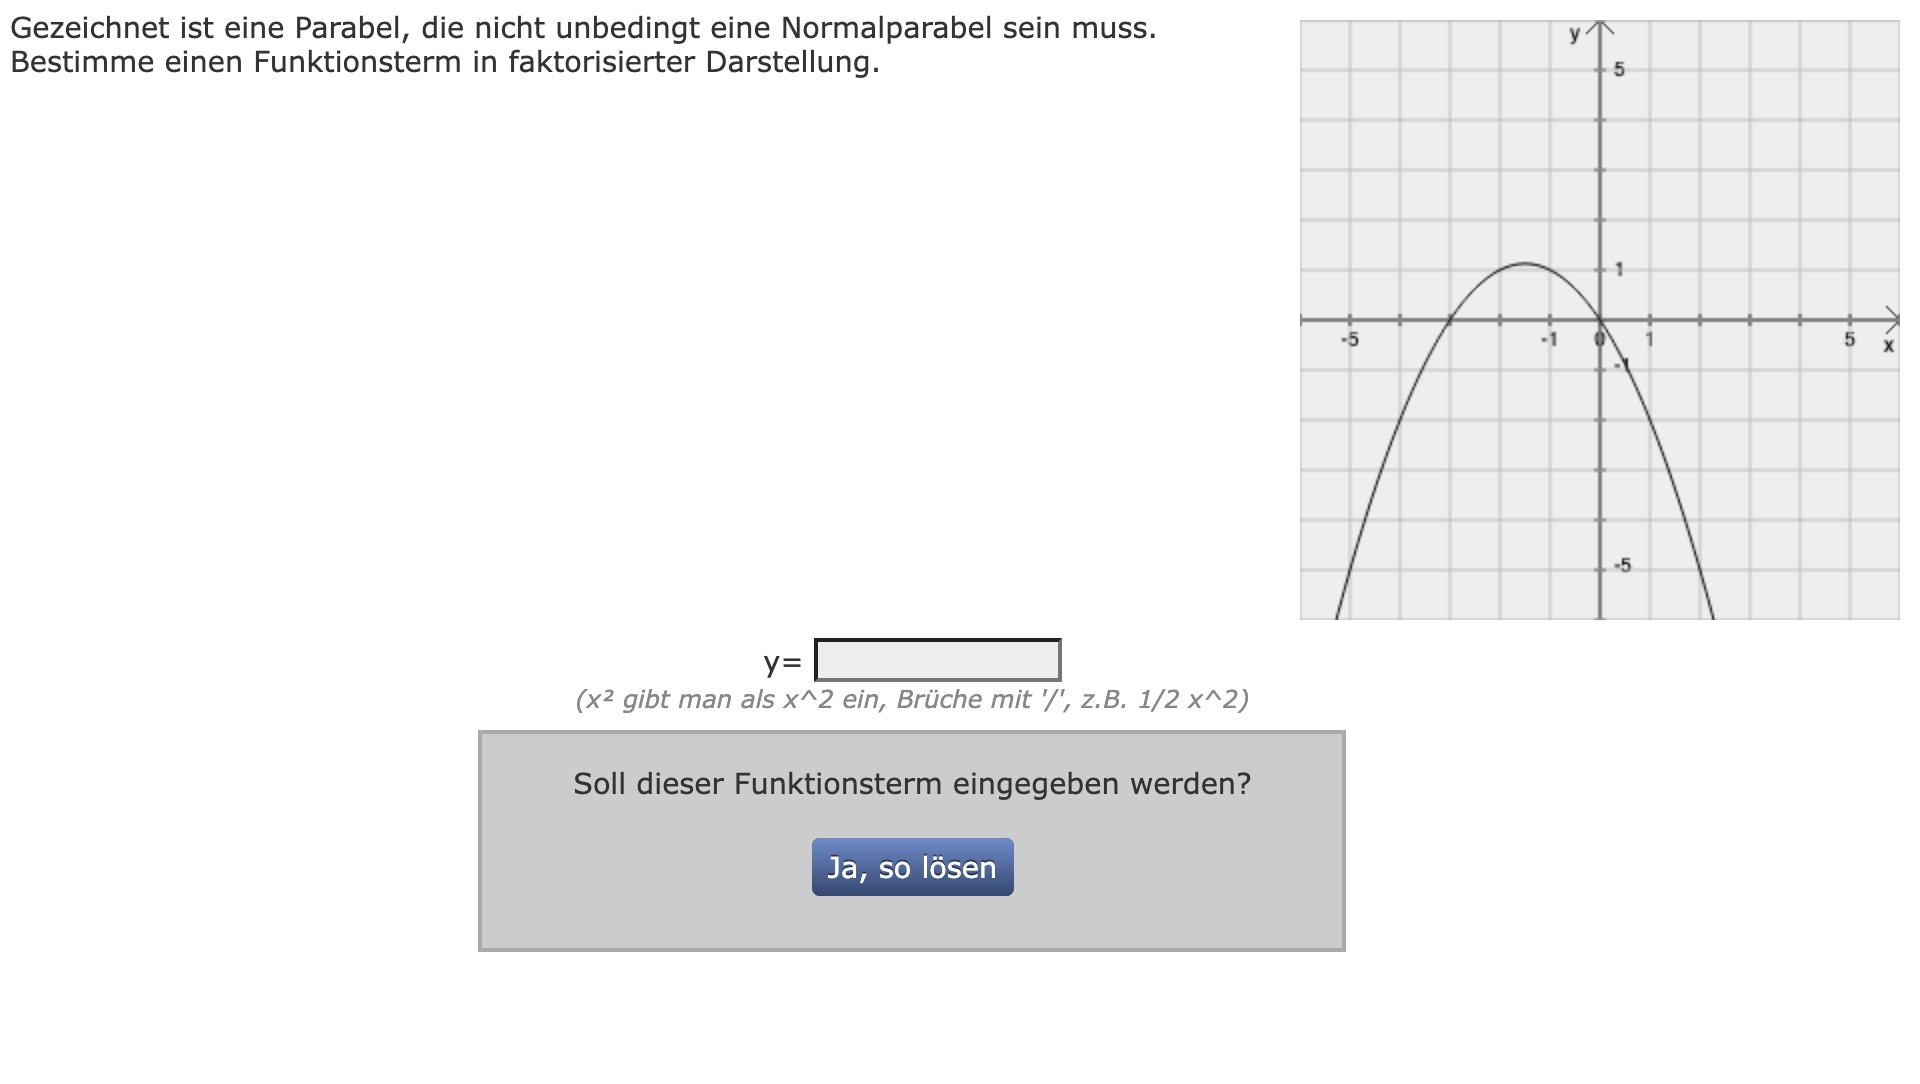 Gezeichnet ist eine Parabel, die nicht unbedingt eine Normalparabel sein muss.
Bestimme einen Funktionsterm in faktorisierter Darstellung.
y
5
1
-5
-1
0
1
5
x
-1
-5
y=
(x² gibt man als x^2 ein, Brüche mit '/', z.B. 1/2 x^2)
Soll dieser Funktionsterm eingegeben werden?
Ja, so lösen